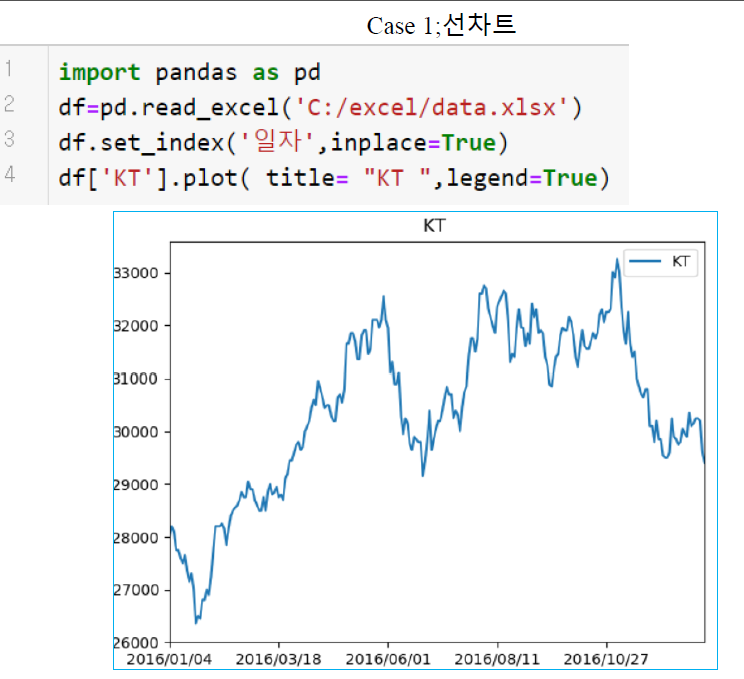 Case 1;선차트
1 import pandas as pd
2 df=pd.read_excel('C:/excel/data.xlsx')
3 df.set_index('일자',inplace=True)
4 df['KT'].plot( title= "KT ",legend=True)
KT
KT
33000
32000
31000
30000
29000
28000
27000
26000
2016/01/04 2016/03/18 2016/06/01 2016/08/11 2016/10/27